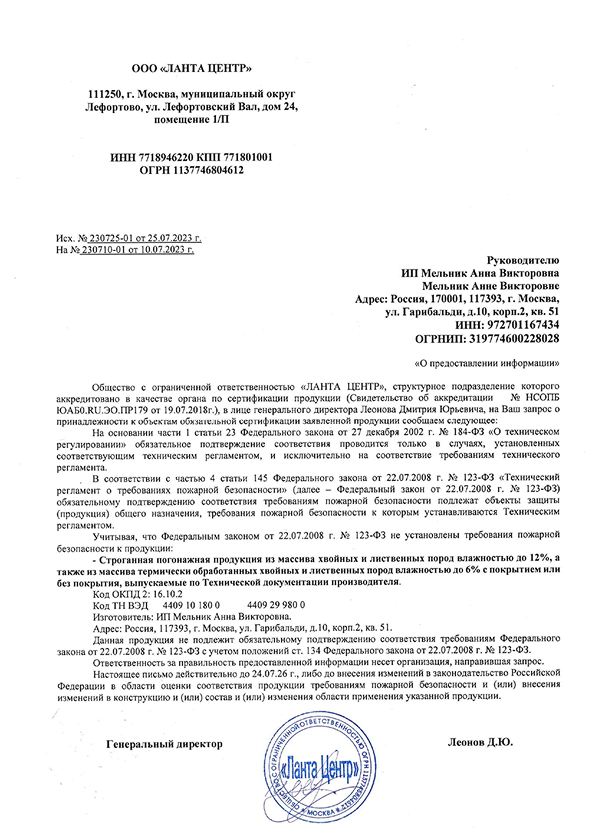 ООО «ЛАНТА ЦЕНТР»
111250, г. Москва, муниципальный округ
Лефортово, ул. Лефортовский Вал, дом 24,
помещение 1/П
ИНН 7718946220 КПП 771801001
ОГРН 1137746804612
Исх. № 230725-01 от 25.07.2023 г.
На № 230710-01 от 10.07.2023 г.
Руководителю
ИП Мельник Анна Викторовна
Мельник Анне Викторовне
Адрес: Россия, 170001, 117393, г. Москва,
ул. Гарибальди, д.10, корп.2, кв. 51
ИНН: 972701167434
ОГРНИП: 319774600228028
«О предоставлении информации»
Общество с ограниченной ответственностью «ЛАНТА ЦЕНТР», структурное подразделение которого
аккредитовано в качестве органа по сертификации продукции (Свидетельство об аккредитации № НСОПБ
ЮАБ0.RU.ЭО.ПР179 от 19.07.2018г.), в лице генерального директора Леонова Дмитрия Юрьевича, на Ваш запрос о
принадлежности к объектам обязательной сертификации заявленной продукции сообщаем следующее:
На основании части 1 статьи 23 Федерального закона от 27 декабря 2002 г. № 184-ФЗ «О техническом
регулировании» обязательное подтверждение соответствия проводится только в случаях, установленных
соответствующим техническим регламентом, и исключительно на соответствие требованиям технического
регламента.
В соответствии с частью 4 статьи 145 Федерального закона от 22.07.2008 г. № 123-ФЗ «Технический
регламент о требованиях пожарной безопасности» (далее – Федеральный закон от 22.07.2008 г. № 123-ФЗ)
обязательному подтверждению соответствия требованиям пожарной безопасности подлежат объекты защиты
(продукция) общего назначения, требования пожарной безопасности к которым устанавливаются Техническим
регламентом.
Учитывая, что Федеральным законом от 22.07.2008 г. № 123-ФЗ не установлены требования пожарной
безопасности к продукции:
- Строганная погонажная продукция из массива хвойных и лиственных пород влажностью до 12%, а
также из массива термически обработанных хвойных и лиственных пород влажностью до 6% с покрытием или
без покрытия, выпускаемые по Технической документации производителя.
Код ОКПД 2: 16.10.2
Код ТН ВЭД 4409 10 180 0 4409 29 980 0
Изготовитель: ИП Мельник Анна Викторовна.
Адрес: Россия, 117393, г. Москва, ул. Гарибальди, д.10, корп.2, кв. 51.
Данная продукция не подлежит обязательному подтверждению соответствия требованиям Федерального
закона от 22.07.2008 г. № 123-ФЗ с учетом положений ст. 134 Федерального закона от 22.07.2008 г. № 123-ФЗ.
Ответственность за правильность предоставленной информации несет организация, направившая запрос.
Настоящее письмо действительно до 24.07.26 г., либо до внесения изменений в законодательство Российской
Федерации в области оценки соответствия продукции требованиям пожарной безопасности и (или) внесения
изменений в конструкцию и (или) состав и (или) изменения области применения указанной продукции.
Генеральный директор
Леонов Д.Ю.
ОБЩЕСТВО С ОГРАНИЧЕННОЙ ОТВЕТСТВЕННОСТЬЮ ОГРН 1137746804612
«Ланта Центр»
МОСКВА